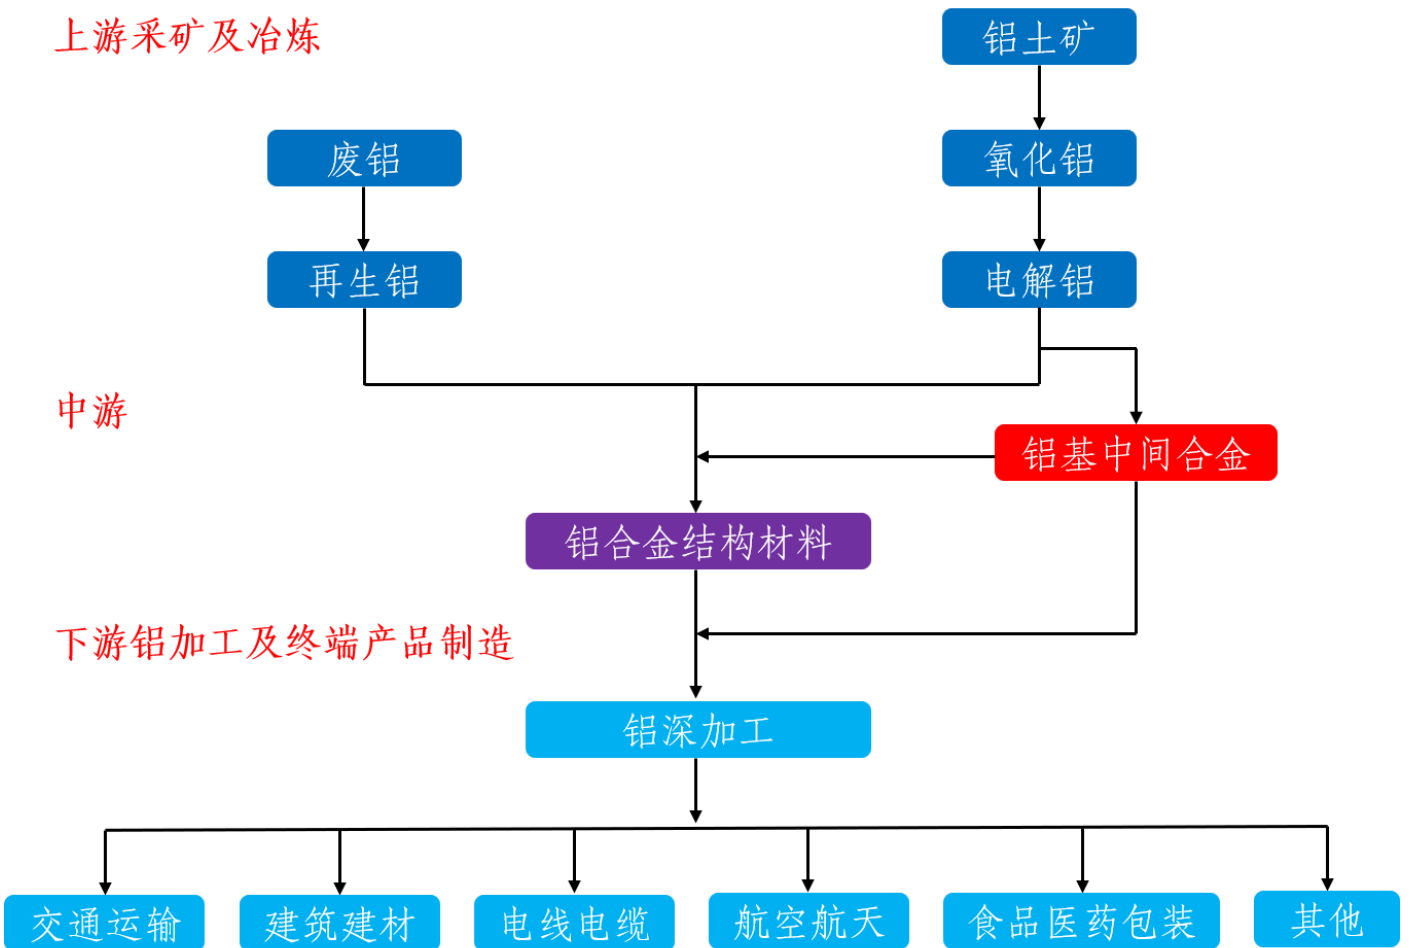 上游采矿及冶炼
铝土矿
废铝
氧化铝
再生铝
电解铝
中游
铝基中间合金
铝合金结构材料
下游铝加工及终端产品制造
铝深加工
交通运输
建筑建材
电线电缆
航空航天
食品医药包装
其他